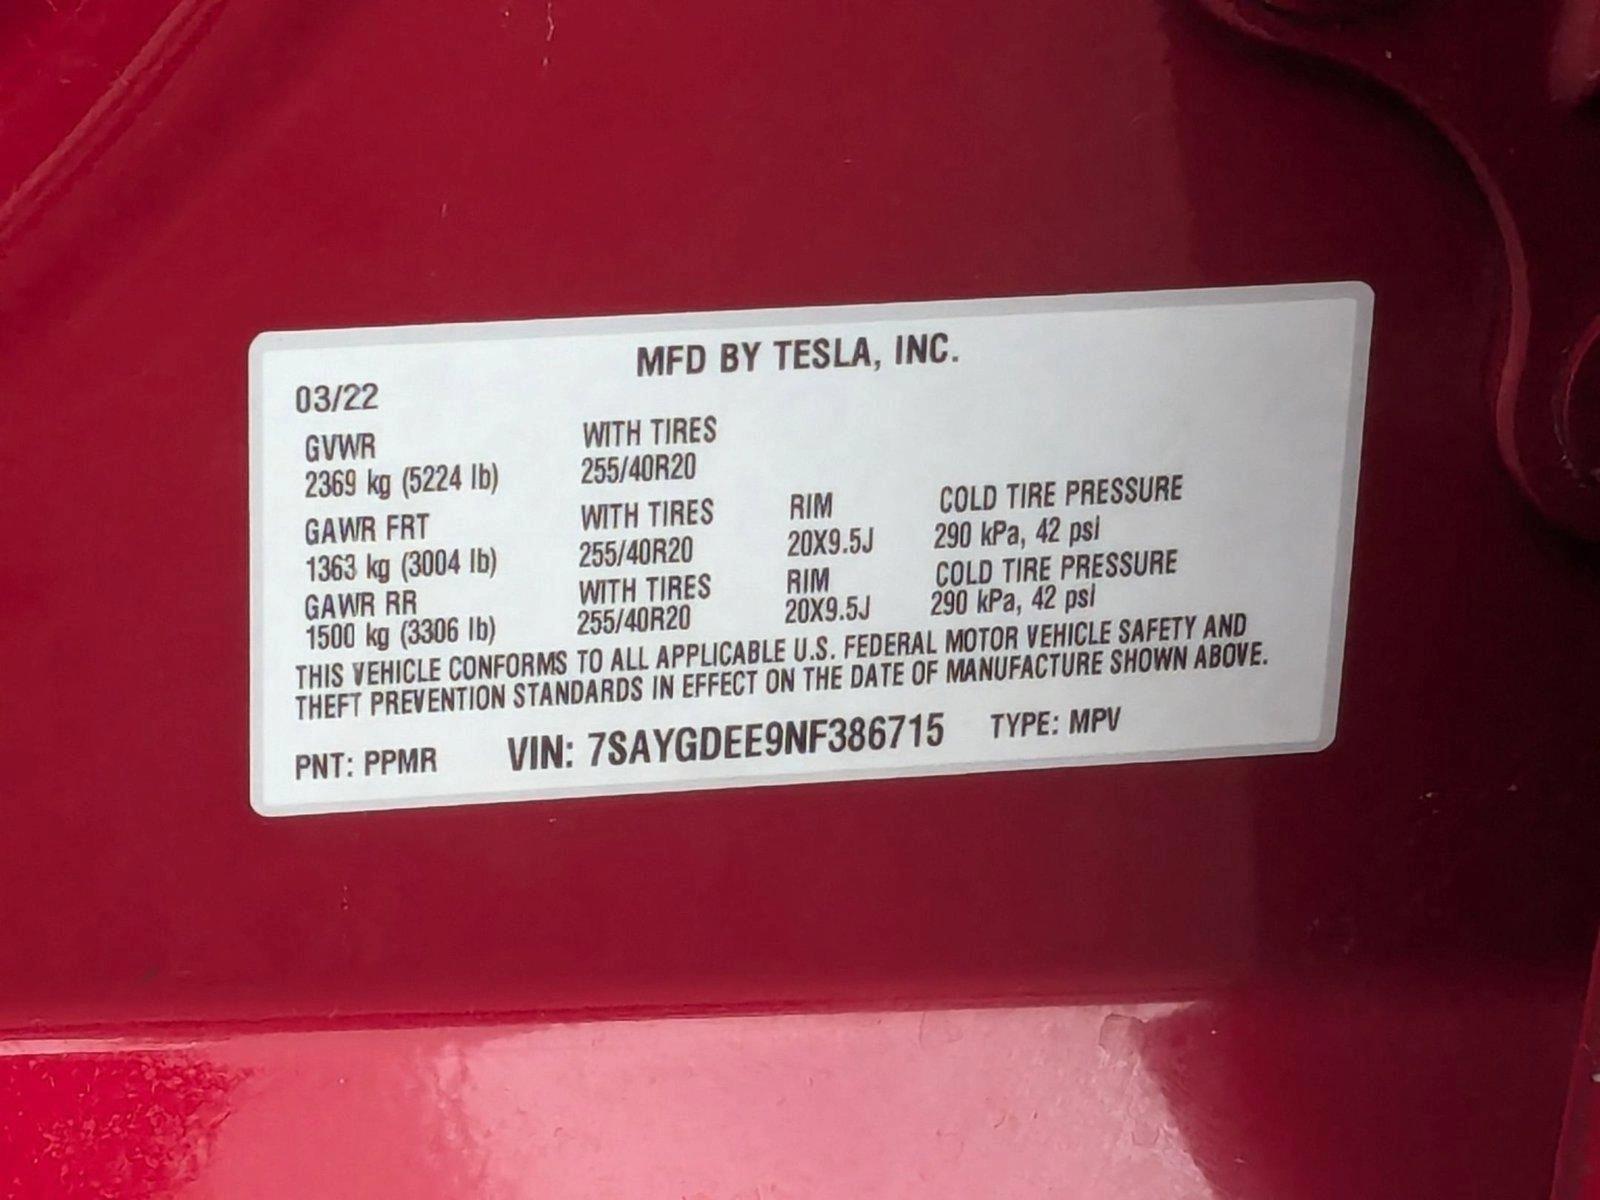 MFD BY TESLA, INC.
03/22
GVWR WITH TIRES
2369 kg (5224 lb) 255/40R20
GAWR FRT WITH TIRES RIM COLD TIRE PRESSURE
1363 kg (3004 lb) 255/40R20 20X9.5J 290 kPa, 42 psi
GAWR RR WITH TIRES RIM COLD TIRE PRESSURE
1500 kg (3306 lb) 255/40R20 20X9.5J 290 kPa, 42 psi
THIS VEHICLE CONFORMS TO ALL APPLICABLE U.S. FEDERAL MOTOR VEHICLE SAFETY AND
THEFT PREVENTION STANDARDS IN EFFECT ON THE DATE OF MANUFACTURE SHOWN ABOVE.
PNT: PPMR VIN: 7SAYGDEE9NF386715 TYPE: MPV